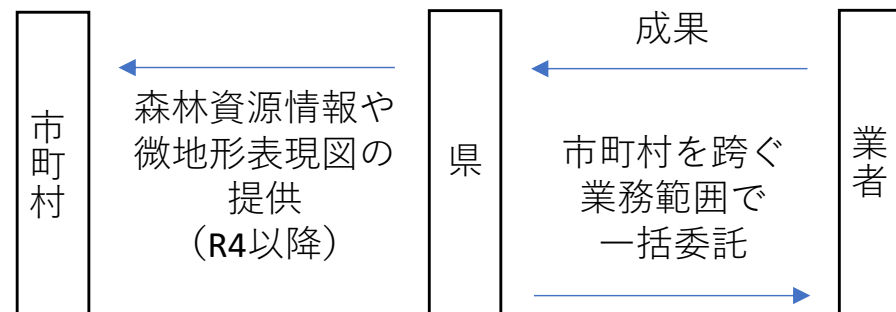 市町村
森林資源情報や
微地形表現図の
提供
（R4以降）
県
成果
市町村を跨ぐ
業務範囲で
一括委託
業者